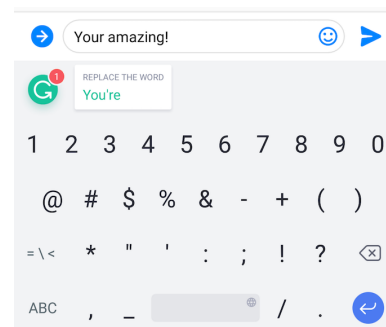 Your amazing!
1
REPLACE THE WORD
You're
1 2 3 4 5 6 7 8 9 0
@ # $ % & - + ( )
= \ < * " ' : ; ! ?
ABC , _ / .